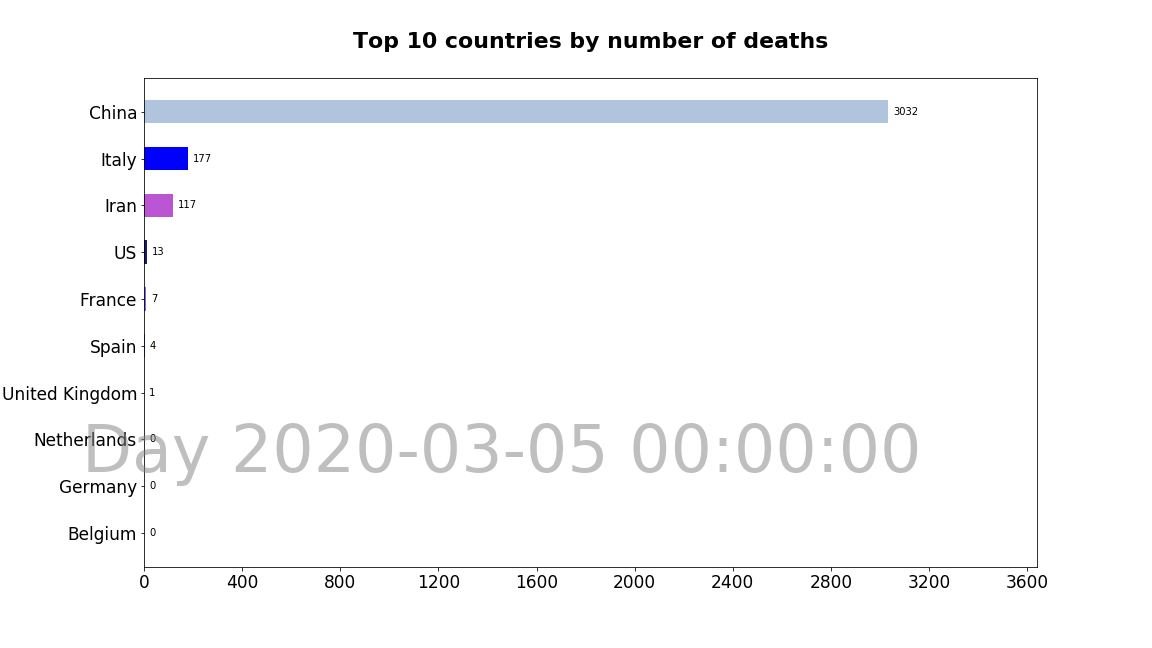 Top 10 countries by number of deaths
China 3032
Italy 177
Iran 117
US 13
France 7
Spain 4
United Kingdom 1
Netherlands 0
Day 2020-03-05 00:00:00
Germany 0
Belgium 0
0 400 800 1200 1600 2000 2400 2800 3200 3600